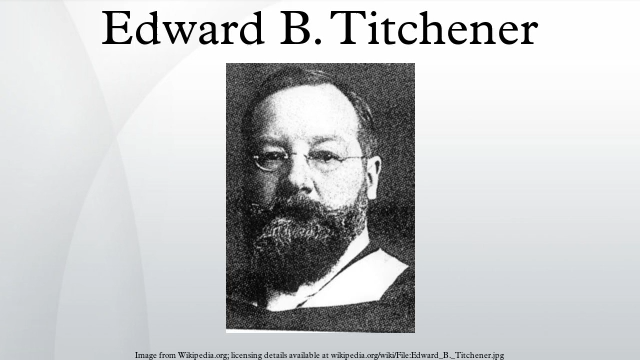 Edward B. Titchener
Image from Wikipedia.org; licensing details available at wikipedia.org/wiki/File:Edward_B._Titchener.jpg